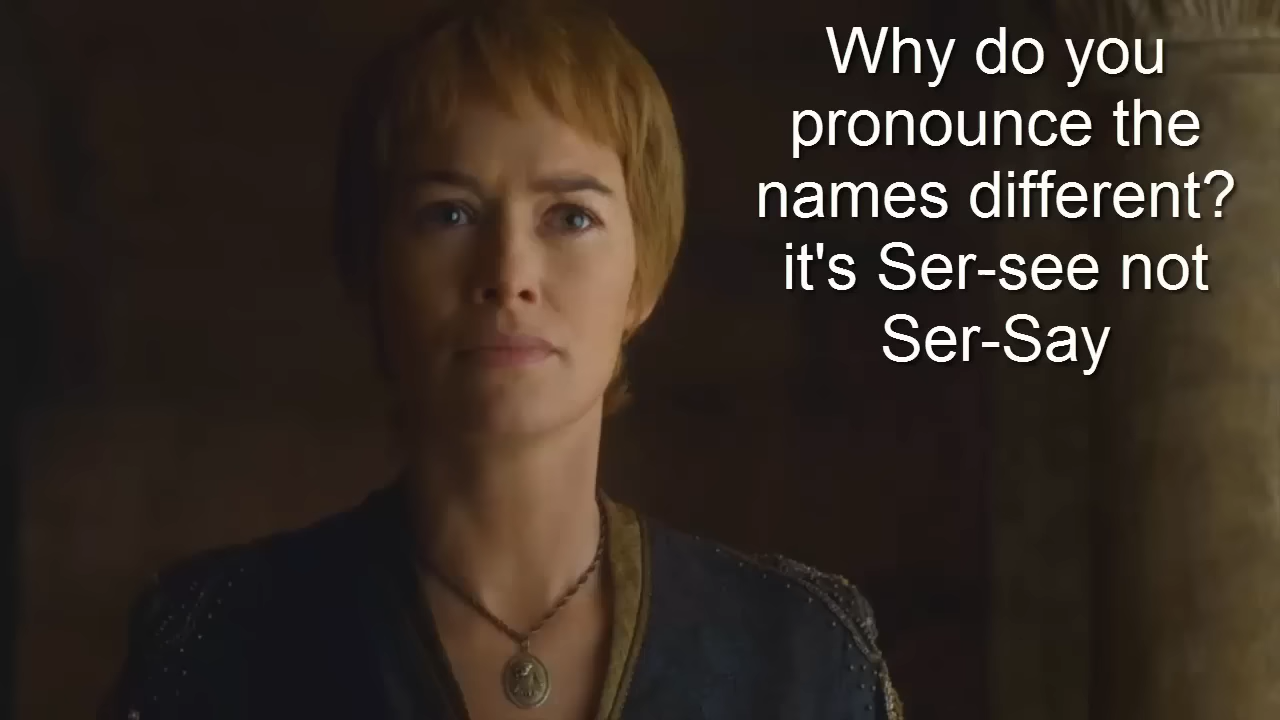 Why do you
pronounce the
names different?
it's Ser-see not
Ser-Say